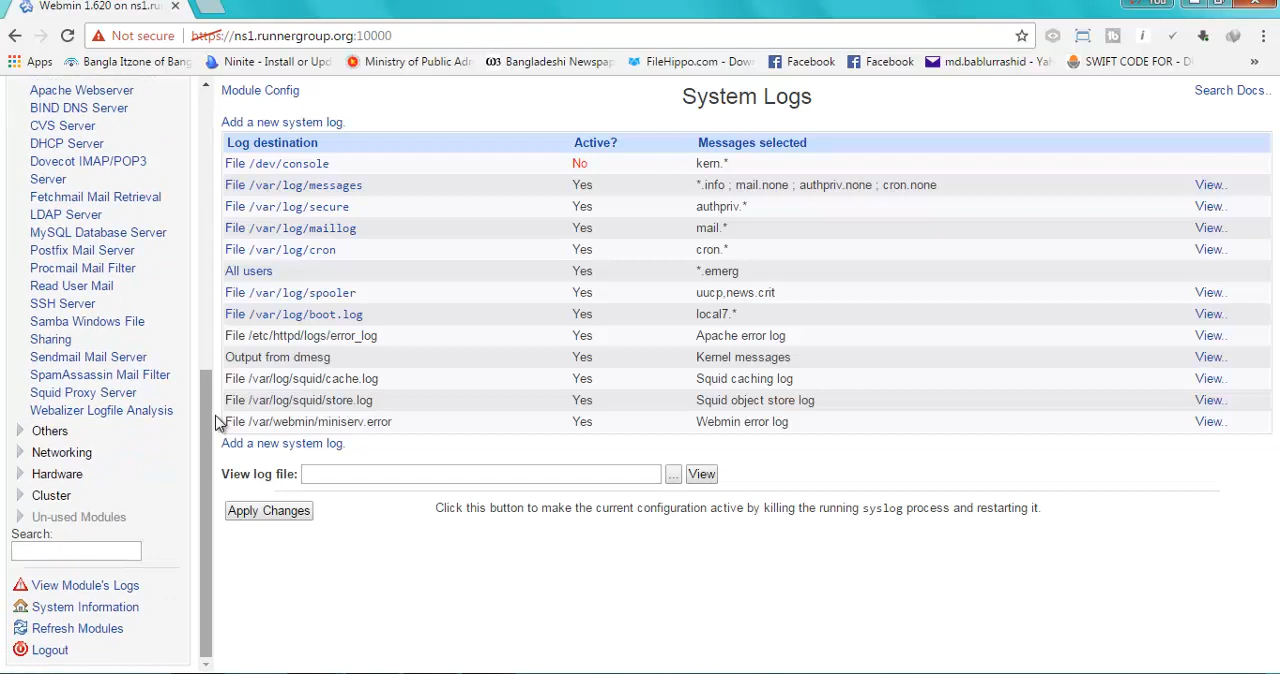 Webmin 1.620 on ns1.ru
You
Not secure https://ns1.runnergroup.org:10000
Apps Bangla Itzone of Bang Ninite - Install or Upd Ministry of Public Adm Bangladeshi Newspap FileHippo.com - Down Facebook Facebook md.bablurrashid - Yah SWIFT CODE FOR - D »
Apache Webserver
BIND DNS Server
CVS Server
DHCP Server
Dovecot IMAP/POP3
Server
Fetchmail Mail Retrieval
LDAP Server
MySQL Database Server
Postfix Mail Server
Procmail Mail Filter
Read User Mail
SSH Server
Samba Windows File
Sharing
Sendmail Mail Server
SpamAssassin Mail Filter
Squid Proxy Server
Webalizer Logfile Analysis
Others
Networking
Hardware
Cluster
Un-used Modules
Search:
View Module's Logs
System Information
Refresh Modules
Logout
Module Config
System Logs
Search Docs..
Add a new system log.
Log destination Active? Messages selected
File /dev/console No kern.*
File /var/log/messages Yes *.info ; mail.none ; authpriv.none ; cron.none View..
File /var/log/secure Yes authpriv.* View..
File /var/log/maillog Yes mail.* View..
File /var/log/cron Yes cron.* View..
All users Yes *.emerg
File /var/log/spooler Yes uucp,news.crit View..
File /var/log/boot.log Yes local7.* View..
File /etc/httpd/logs/error_log Yes Apache error log View..
Output from dmesg Yes Kernel messages View..
File /var/log/squid/cache.log Yes Squid caching log View..
File /var/log/squid/store.log Yes Squid object store log View..
File /var/webmin/miniserv.error Yes Webmin error log View..
Add a new system log.
View log file: ... View
Apply Changes Click this button to make the current configuration active by killing the running syslog process and restarting it.